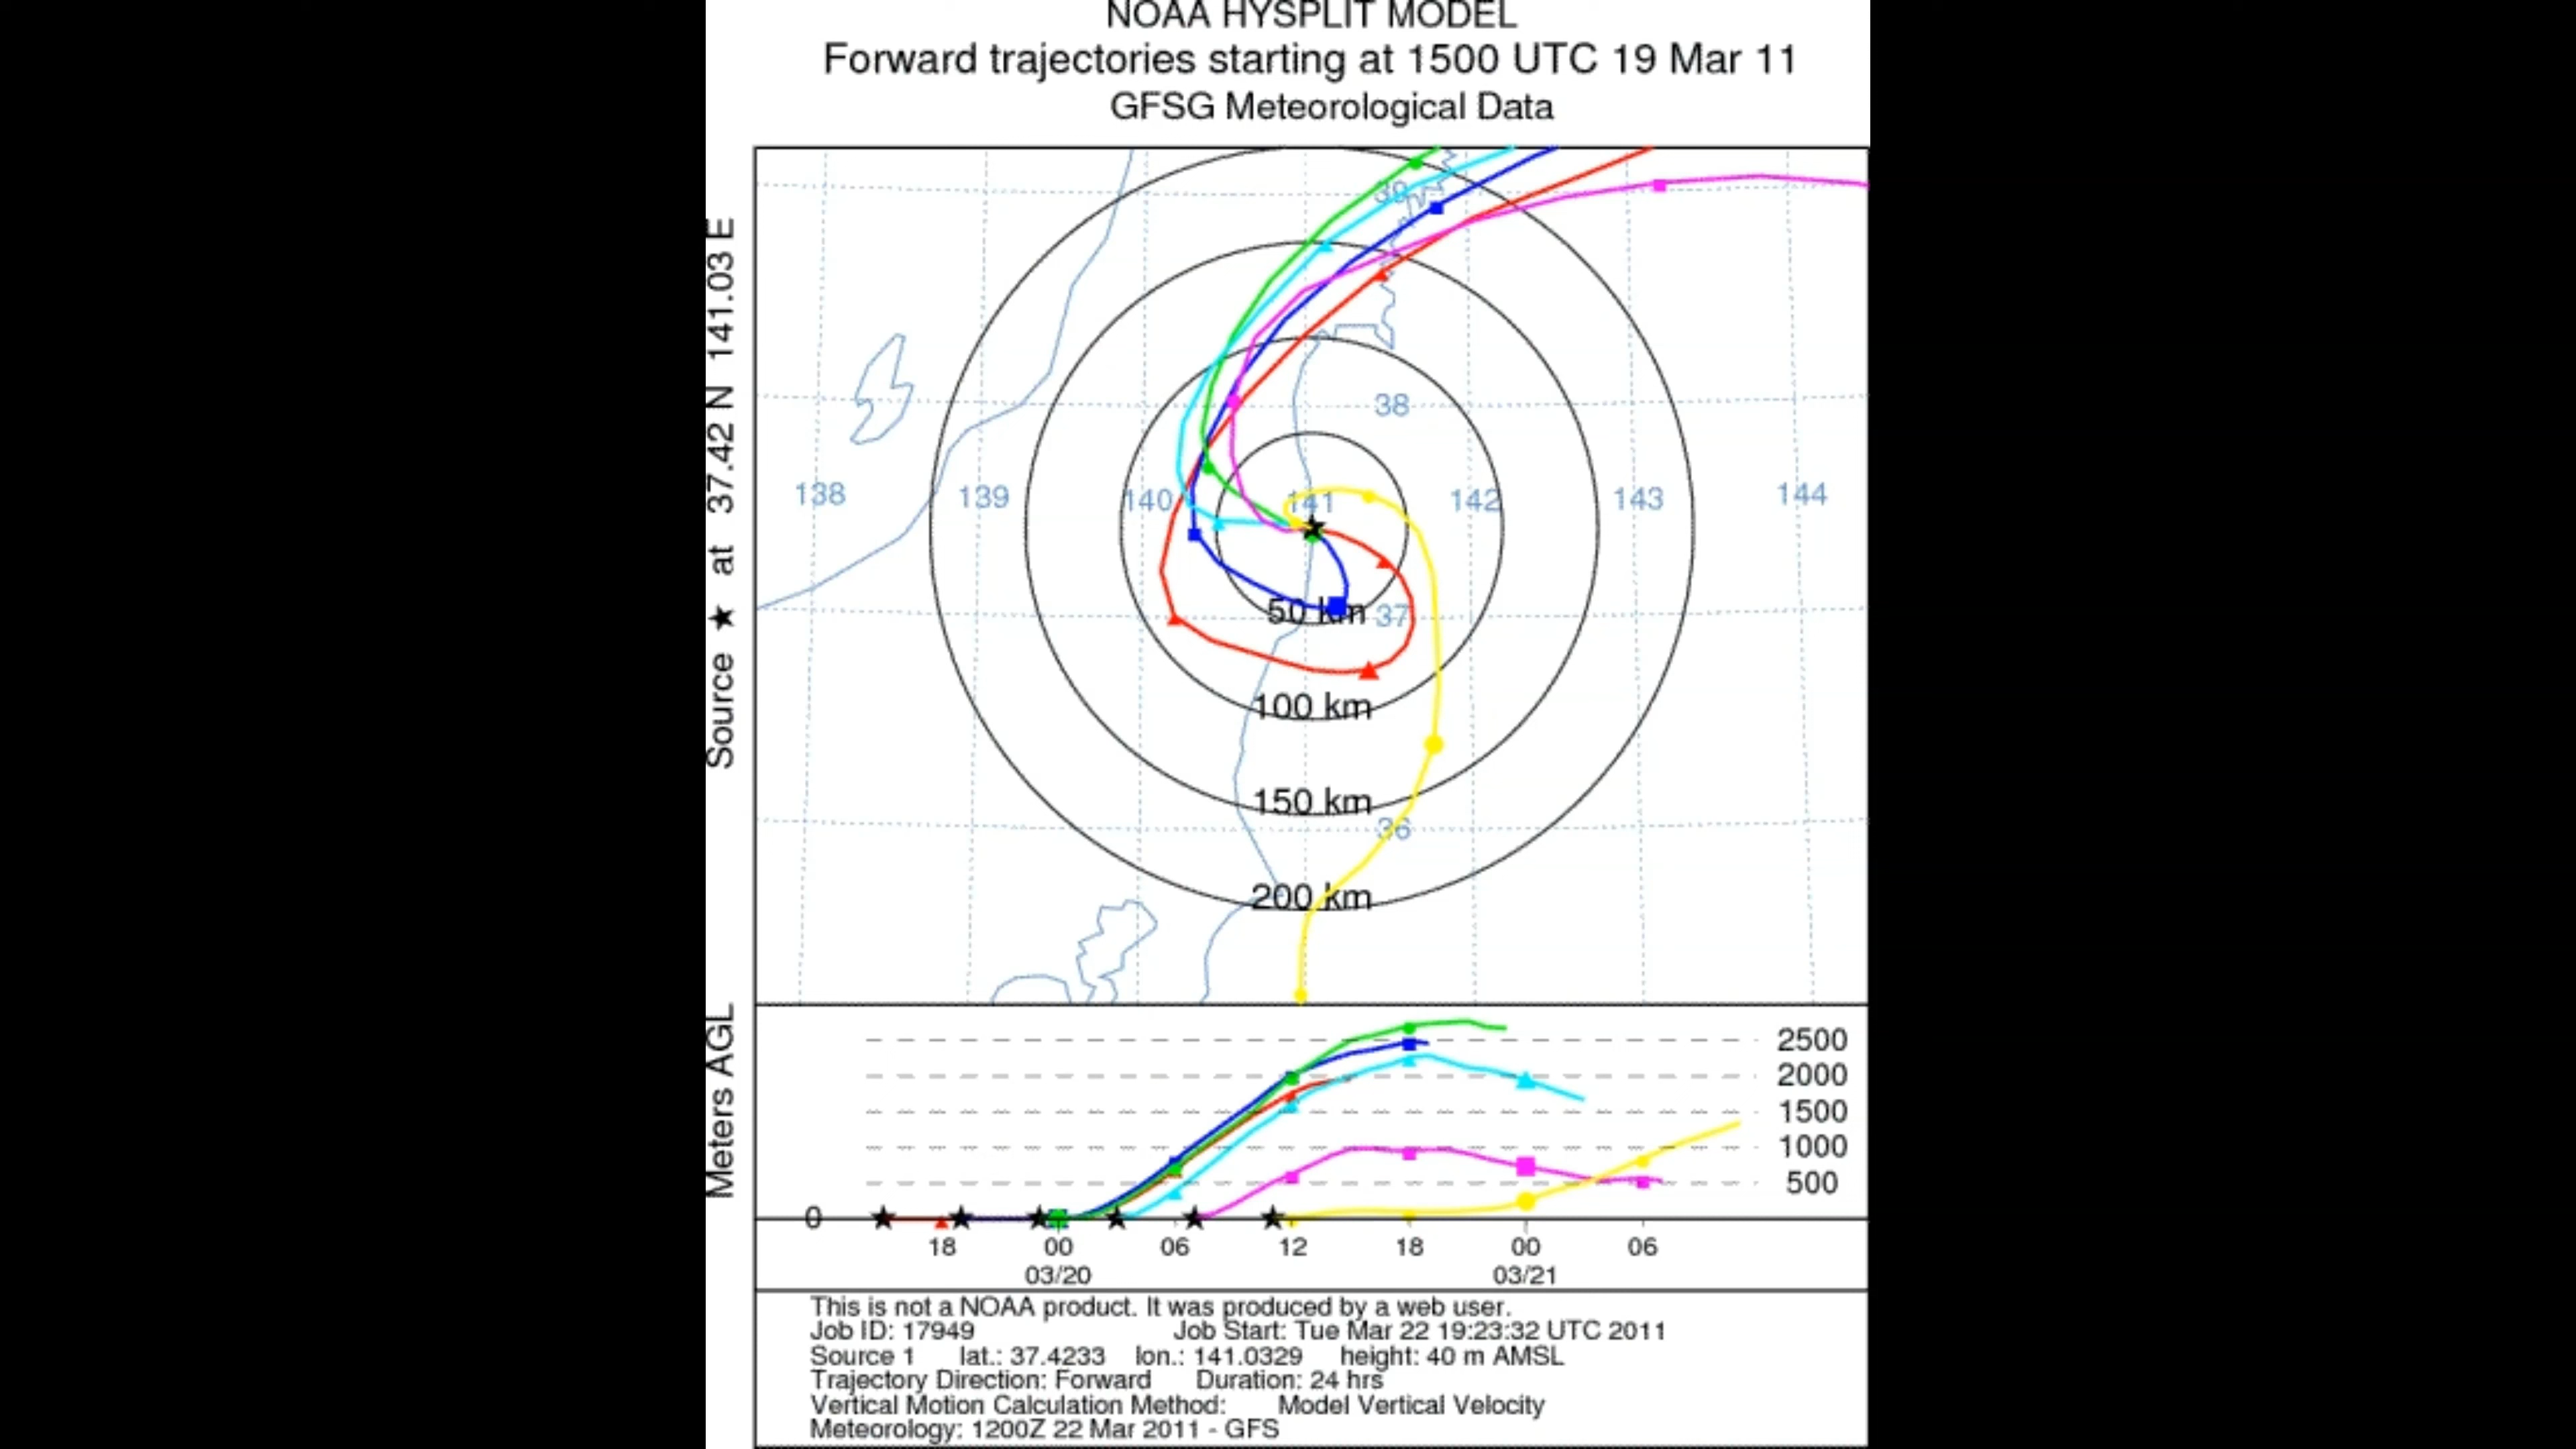 NOAA HYSPLIT MODEL
Forward trajectories starting at 1500 UTC 19 Mar 11
GFSG Meteorological Data
Source ★ at 37.42 N 141.03 E
39
38
138 139 140 141 142 143 144
50 km 37
100 km
150 km
36
200 km
Meters AGL
2500
2000
1500
1000
500
0
18 00 06 12 18 00 06
03/20 03/21
This is not a NOAA product. It was produced by a web user.
Job ID: 17949 Job Start: Tue Mar 22 19:23:32 UTC 2011
Source 1 lat.: 37.4233 lon.: 141.0329 height: 40 m AMSL
Trajectory Direction: Forward Duration: 24 hrs
Vertical Motion Calculation Method: Model Vertical Velocity
Meteorology: 1200Z 22 Mar 2011 - GFS